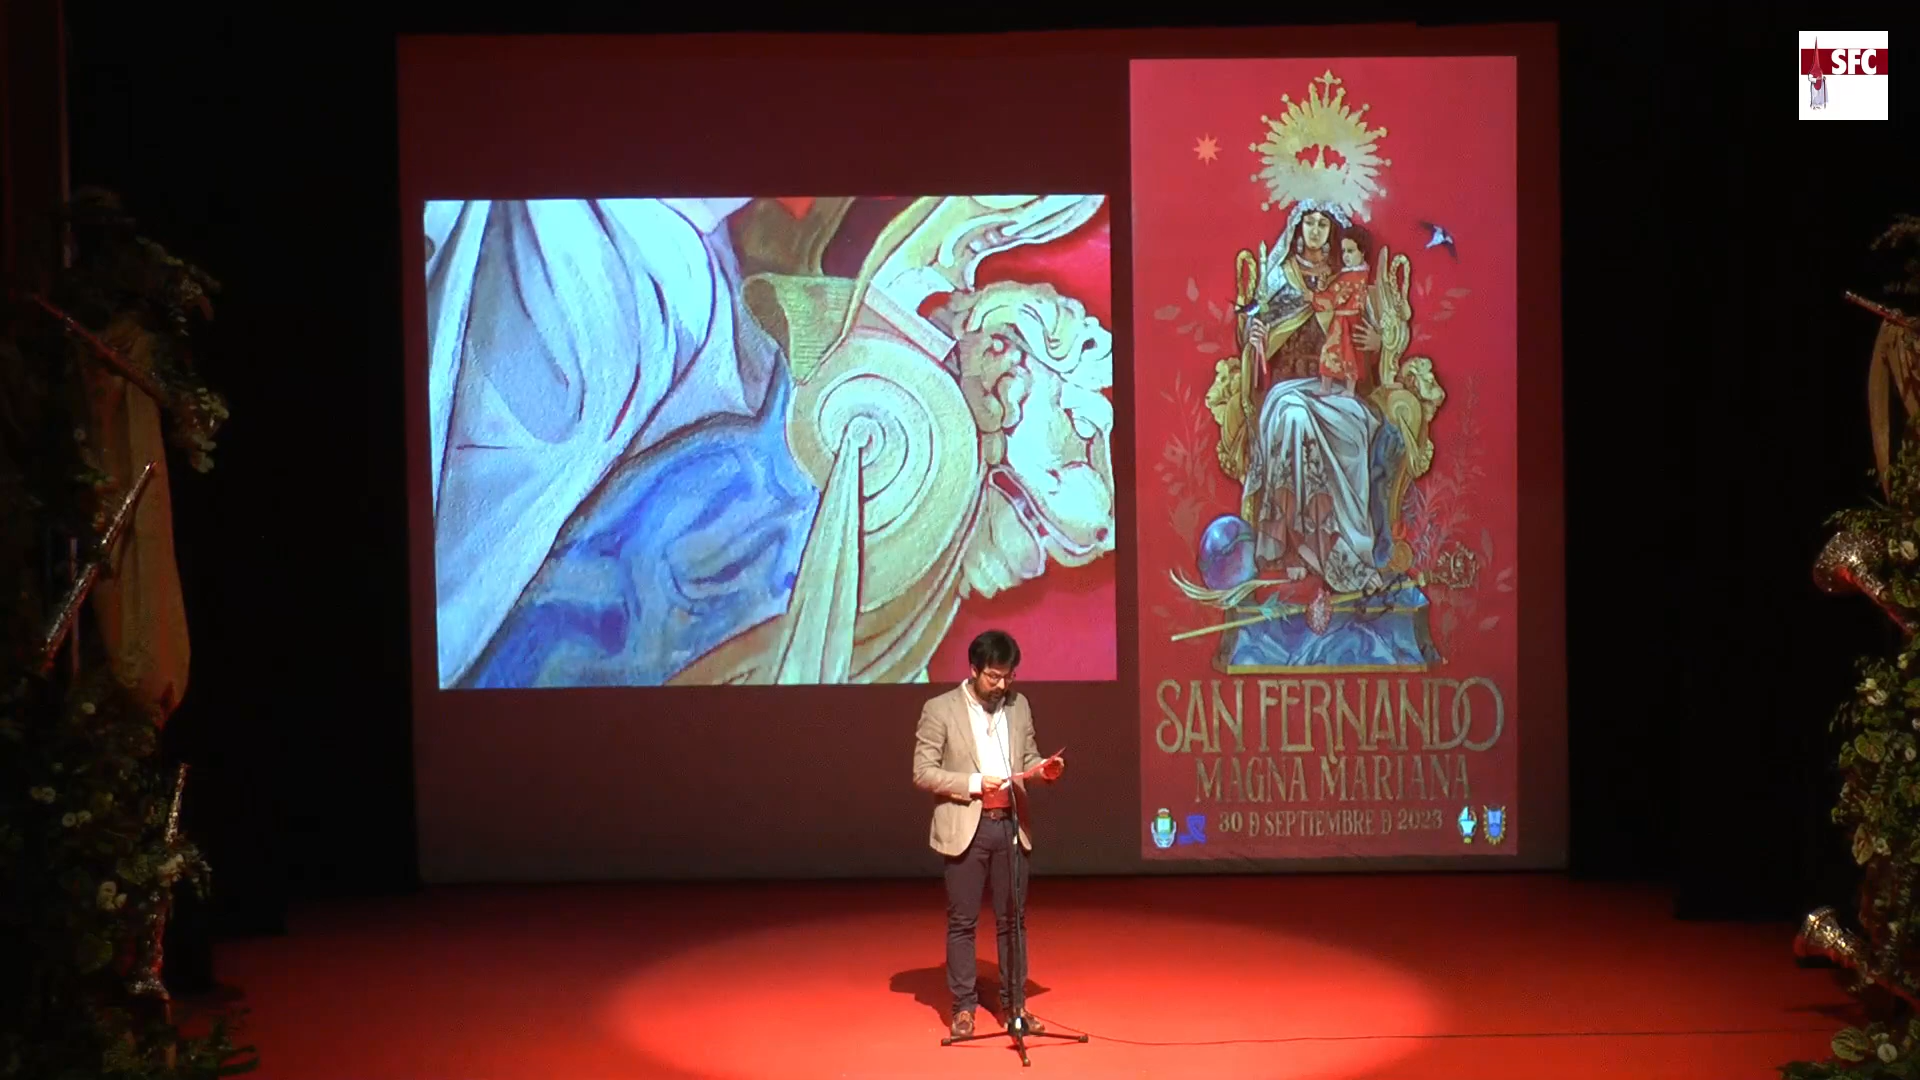 SFC
SAN FERNANDO
MAGNA MARIANA
30 D SEPTIEMBRE D 2023